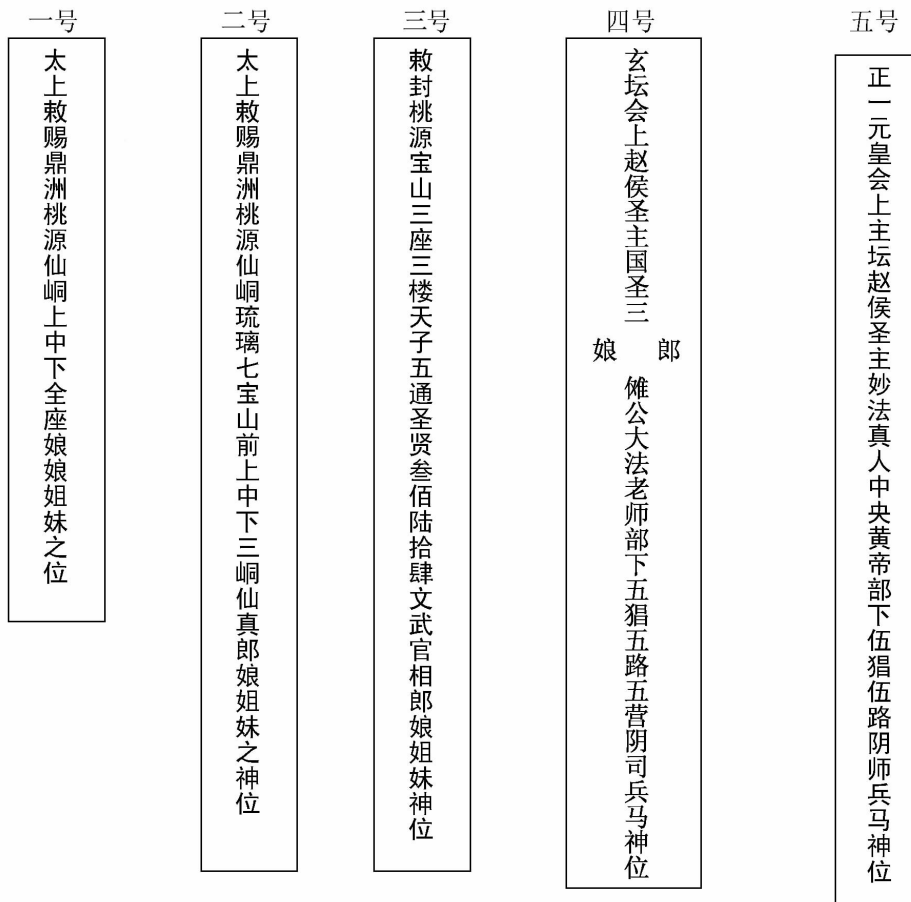 一号
太上敕赐鼎洲桃源仙峒上中下全座娘娘姐妹之位
二号
太上敕赐鼎洲桃源仙峒琉璃七宝山前上中下三峒仙真郎娘姐妹之神位
三号
敕封桃源宝山三座三楼天子五通圣贤叁佰陆拾肆文武官相郎娘姐妹神位
四号
玄坛会上赵侯圣主国圣三
娘 郎
傩公大法老师部下五猖五路五营阴司兵马神位
五号
正一元皇会上主坛赵侯圣主妙法真人中央黄帝部下伍猖伍路阴师兵马神位